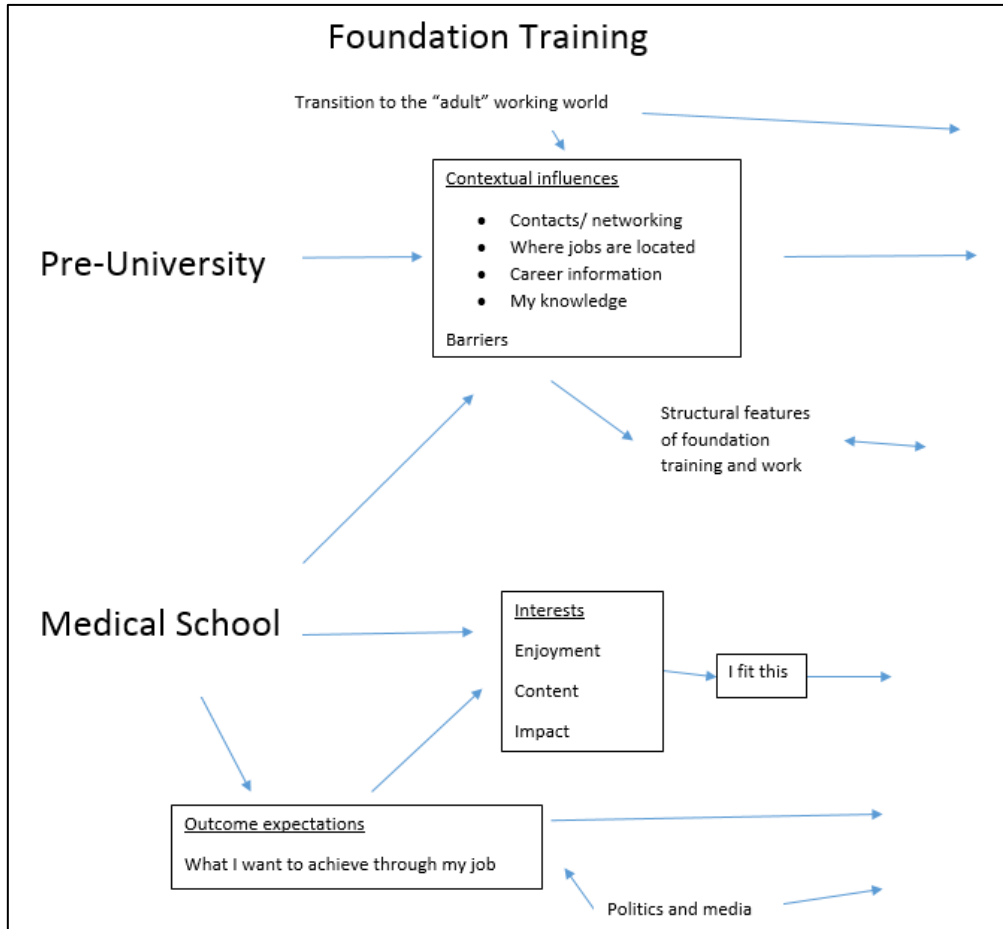 Foundation Training
Transition to the “adult” working world
Contextual influences
• Contacts/ networking
• Where jobs are located
• Career information
• My knowledge
Barriers
Pre-University
Structural features
of foundation
training and work
Medical School
Interests
Enjoyment
Content
Impact
I fit this
Outcome expectations
What I want to achieve through my job
Politics and media